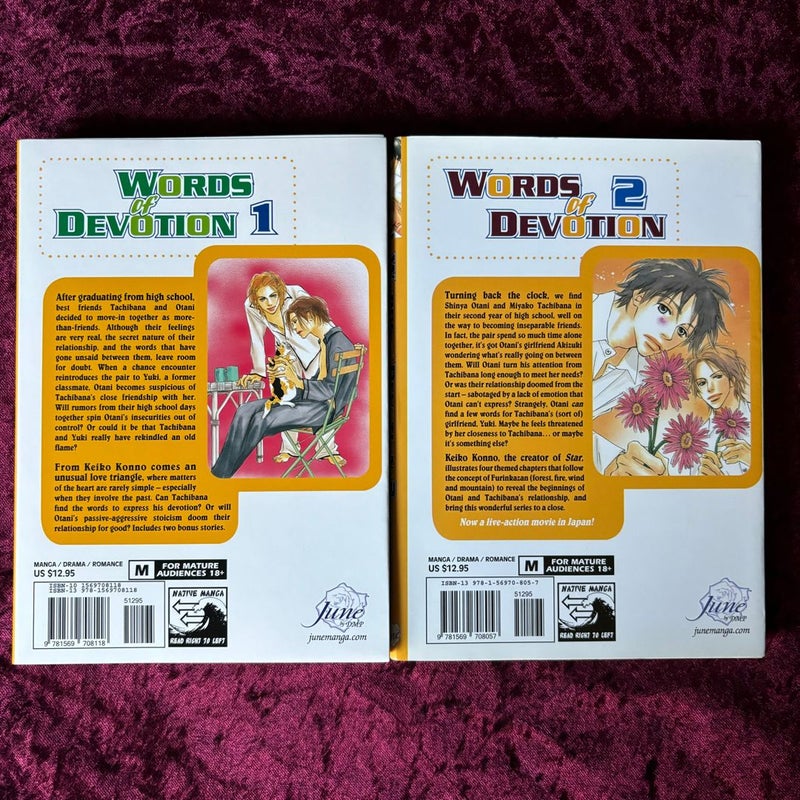 WORDS
of
DEVOTION 1
After graduating from high school,
best friends Tachibana and Otani
decided to move-in together as more-
than-friends. Although their feelings
are very real, the secret nature of their
relationship, and the words that have
gone unsaid between them, leave room
for doubt. When a chance encounter
reintroduces the pair to Yuki, a former
classmate. Otani becomes suspicious of
Tachibana's close friendship with her.
Will rumors from their high school days
together spin Otani's insecurities out of
control? Or could it be that Tachibana
and Yuki really have rekindled an old
flame?
From Keiko Konno comes an
unusual love triangle, where matters
of the heart are rarely simple – especially
when they involve the past. Can Tachibana
find the words to express his devotion? Or will
Otani's passive-aggressive stoicism doom their
relationship for good? Includes two bonus stories.
MANGA / DRAMA / ROMANCE
US $12.95
M
FOR MATURE
AUDIENCES 18+
ISBN-10 1569708118
ISBN-13 978-1569708118
51295
9 781569 708118
NATIVE MANGA
READ RIGHT TO LEFT
June
by DMP
junemanga.com
WORDS 2
of
DEVOTION
Turning back the clock, we find
Shinya Otani and Miyako Tachibana in
their second year of high school, well
on the way to becoming inseparable friends.
In fact, the pair spend so much time alone
together, it's got Otani's girlfriend Akizuki
wondering what's really going on between
them. Will Otani turn his attention from
Tachibana long enough to meet her needs?
Or was their relationship doomed from the
start – sabotaged by a lack of emotion that
Otani can't express? Strangely, Otani can
find a few words for Tachibana's (sort of)
girlfriend, Yuki. Maybe he feels threatened
by her closeness to Tachibana... or maybe
it's something else?
Keiko Konno, the creator of Star,
illustrates four themed chapters that follow
the concept of Furinkazan (forest, fire, wind
and mountain) to reveal the beginnings of
Otani and Tachibana's relationship, and
bring this wonderful series to a close.
Now a live-action movie in Japan!
MANGA / DRAMA / ROMANCE
US $12.95
M
FOR MATURE
AUDIENCES 18+
ISBN-13 978-1-56970-805-7
51295
9 781569 708057
NATIVE MANGA
READ RIGHT TO LEFT
June
by DMP
junemanga.com